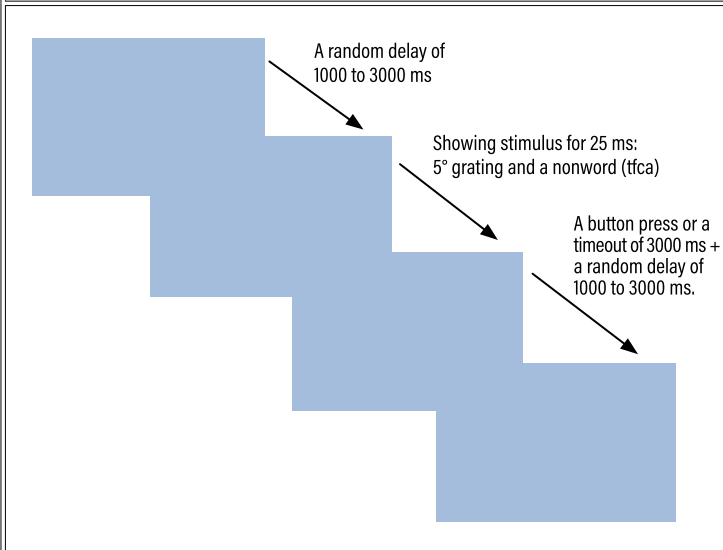 A random delay of
1000 to 3000 ms
Showing stimulus for 25 ms:
5° grating and a nonword (tfca)
A button press or a
timeout of 3000 ms +
a random delay of
1000 to 3000 ms.